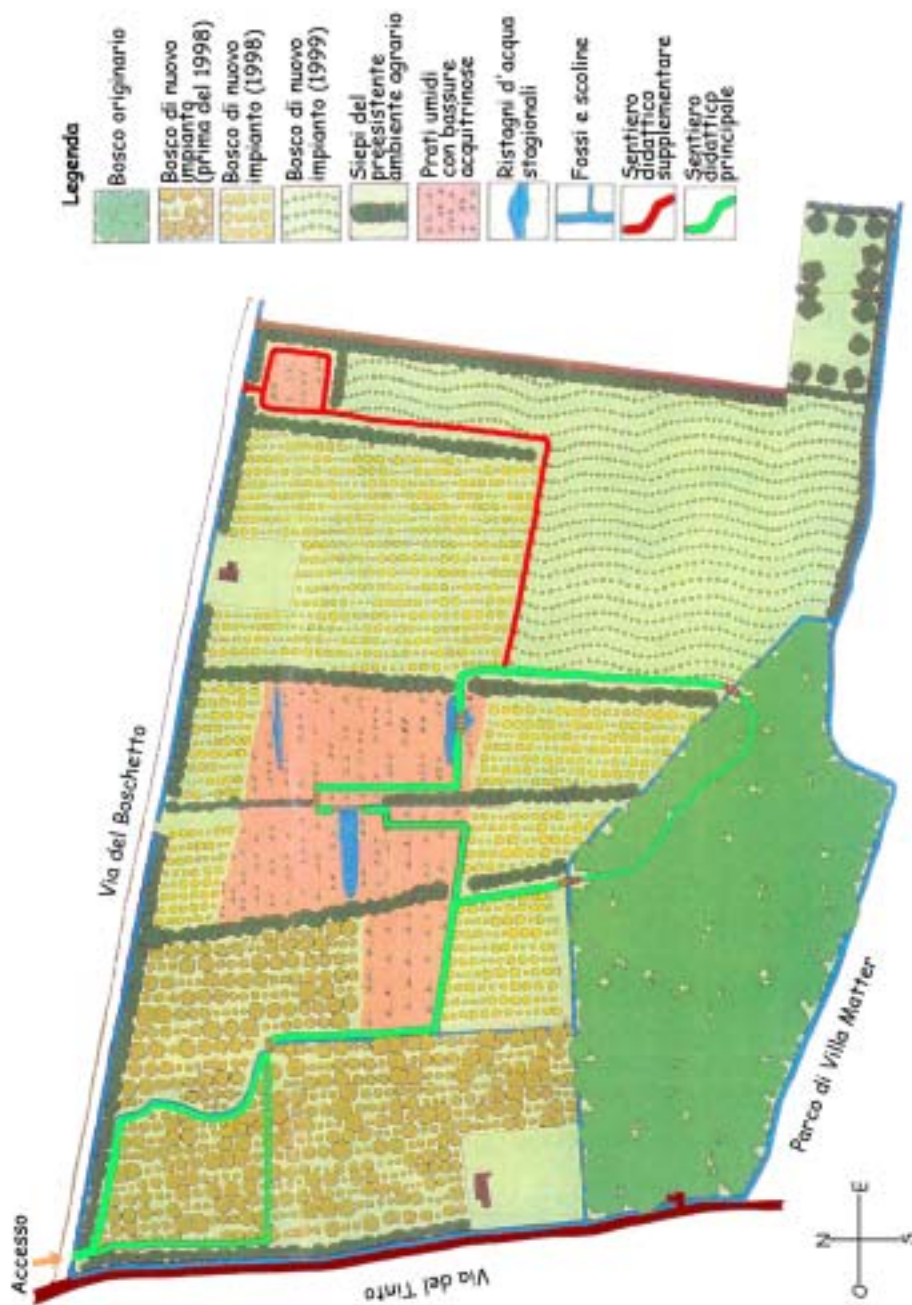 Legenda
Bosco originario
Bosco di nuovo
impianto
(prima del 1998)
Bosco di nuovo
impianto (1998)
Bosco di nuovo
impianto (1999)
Siepi del
preesistente
ambiente agrario
Prati umidi
con bassure
acquitrinose
Ristagni d'acqua
stagionali
Fossi e scoline
Sentiero
didattico
supplementare
Sentiero
didattico
principale
Accesso
Via del Boschetto
Via del Tinto
Parco di Villa Matter
N
O
E
S